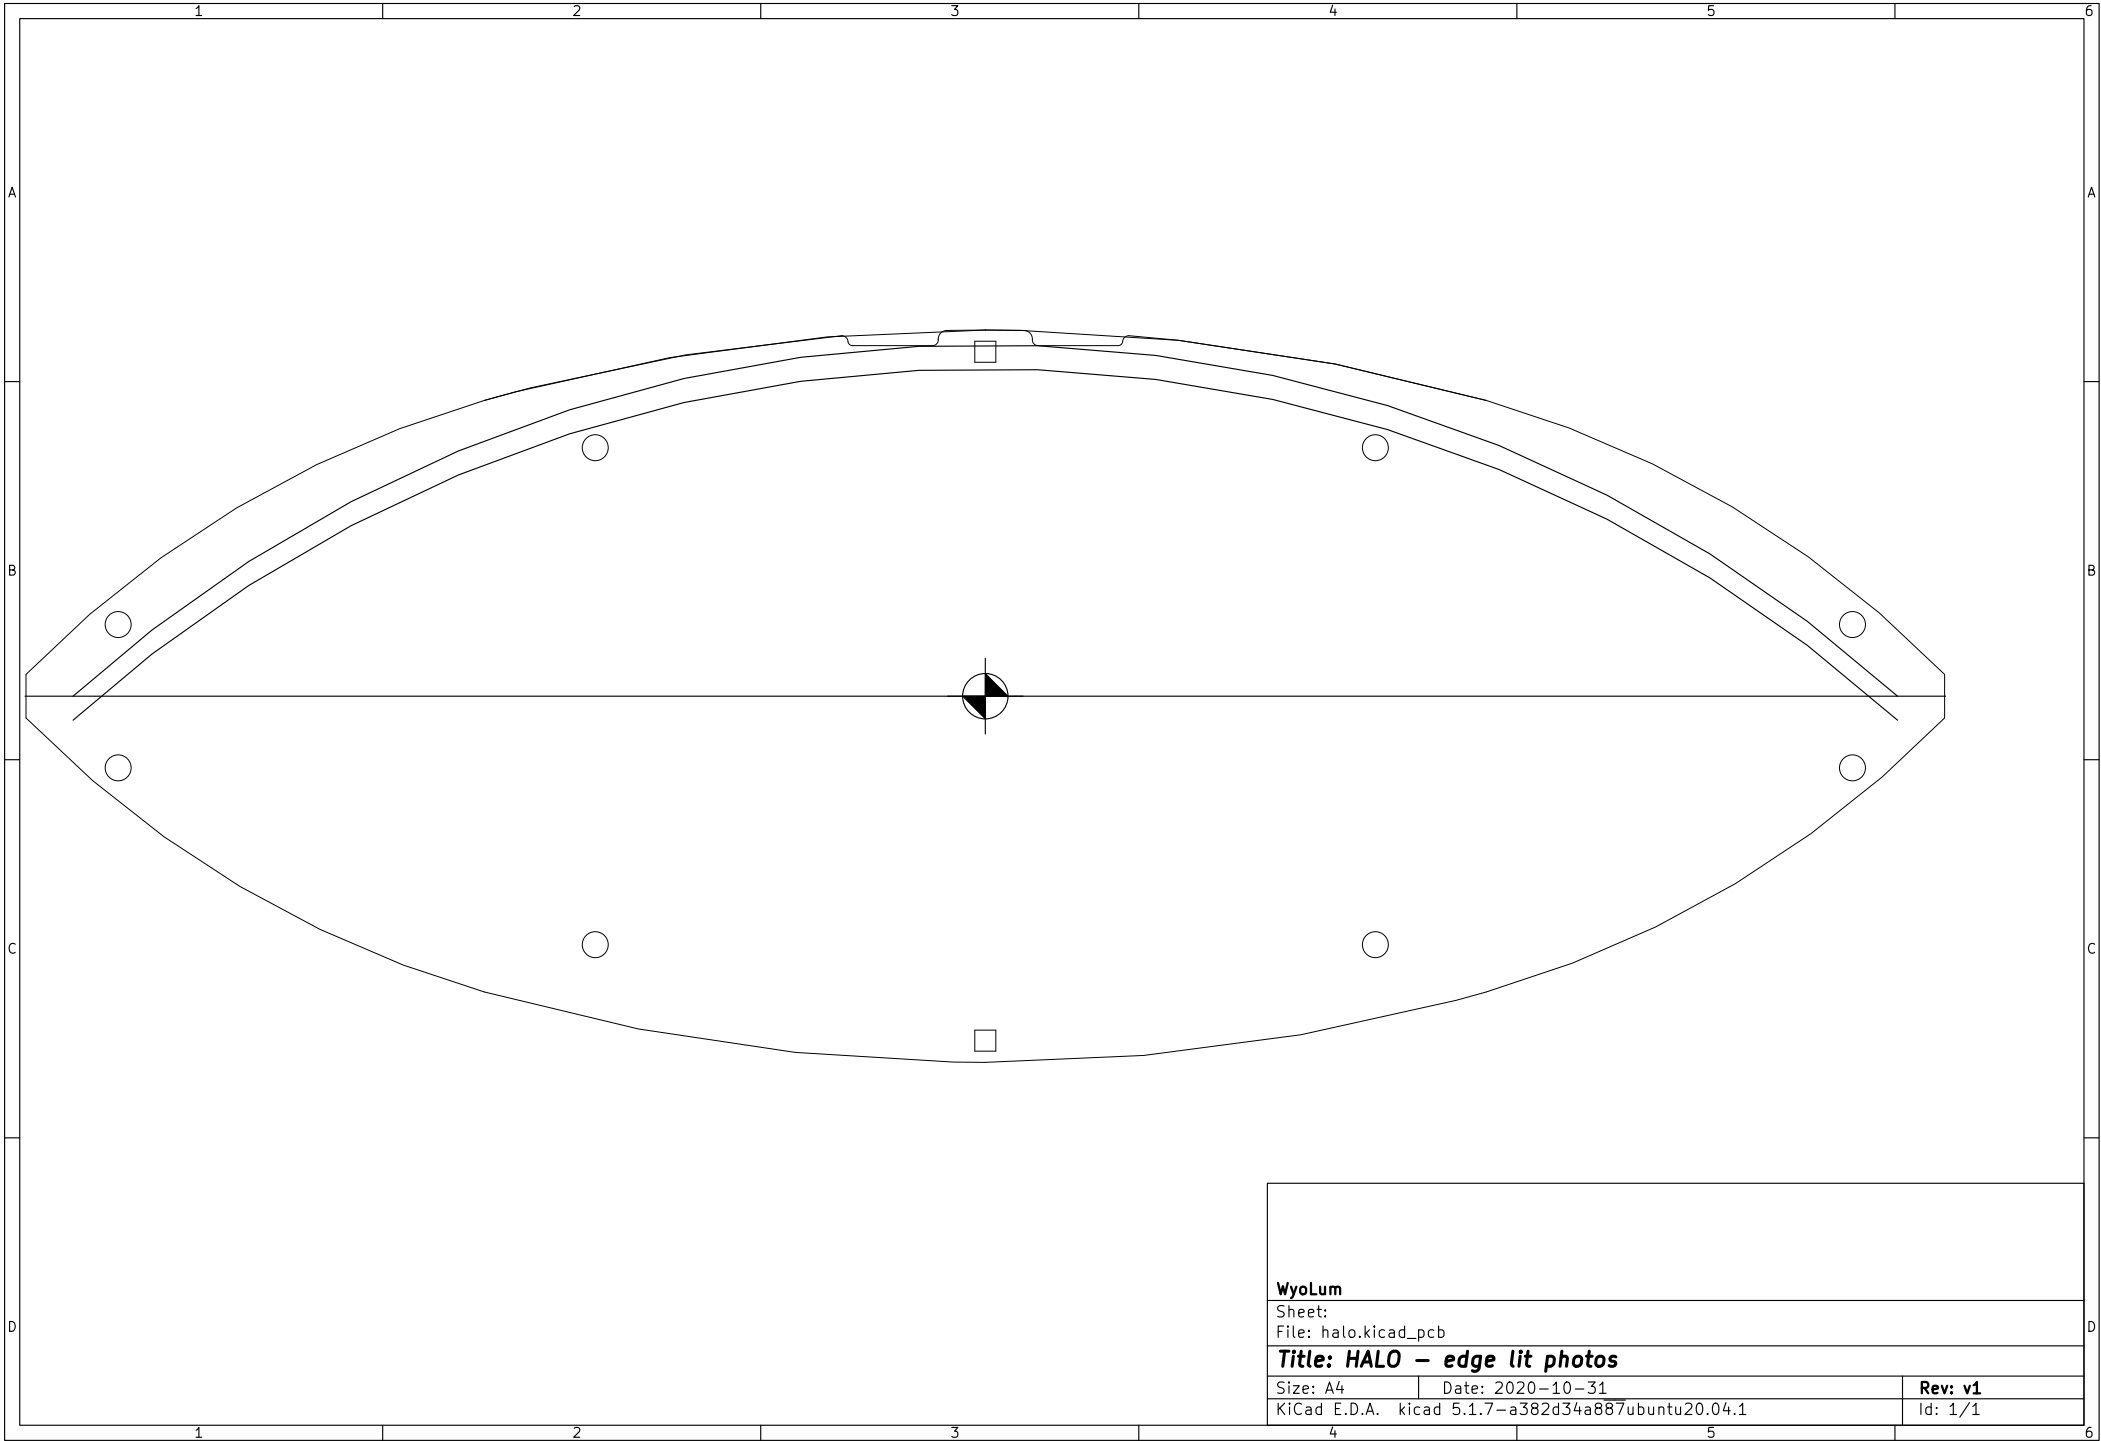 1 2 3 4 5 6
A A
B B
C C
WyoLum
Sheet:
File: halo.kicad_pcb
D D
Title: HALO – edge lit photos
Size: A4 Date: 2020-10-31 Rev: v1
KiCad E.D.A. kicad 5.1.7-a382d34a887ubuntu20.04.1 Id: 1/1
1 2 3 4 5 6